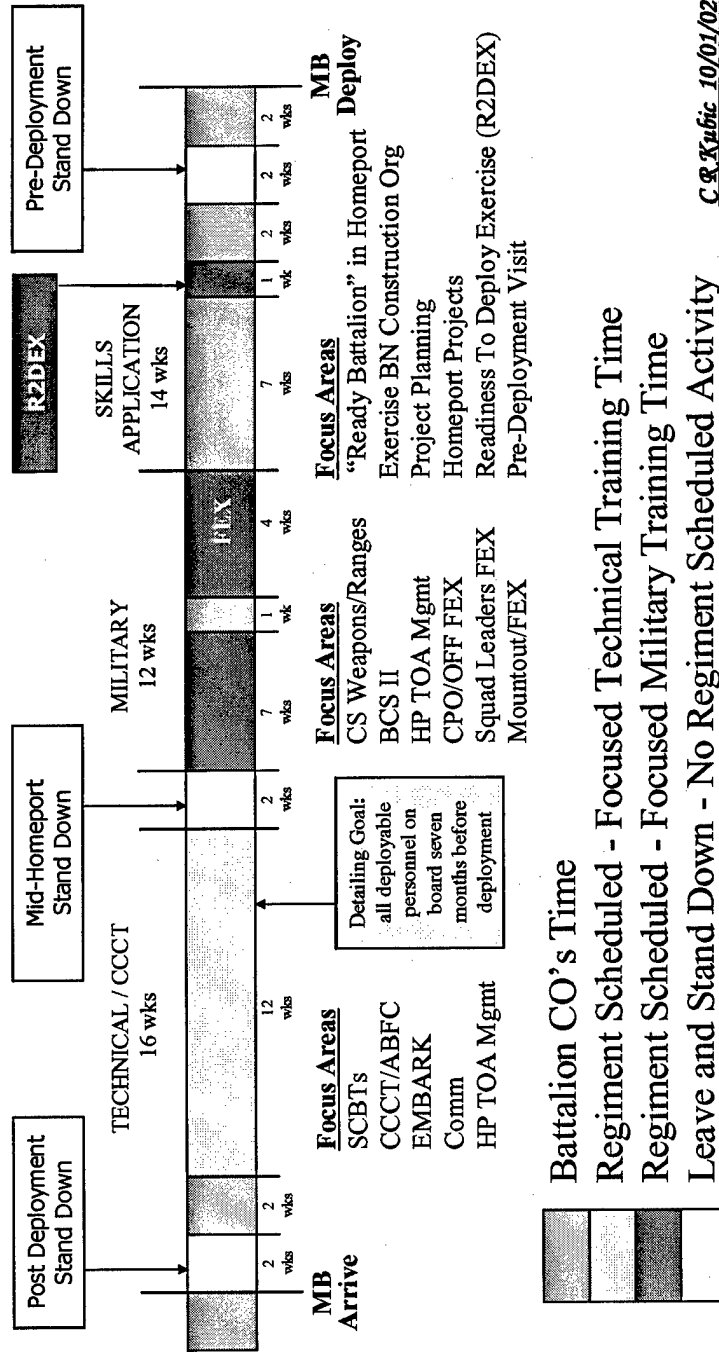 Post Deployment
Stand Down
Mid-Homeport
Stand Down
R2DEX
Pre-Deployment
Stand Down
TECHNICAL / CCCT
16 wks
MILITARY
12 wks
SKILLS
APPLICATION
14 wks
FEX
2
wks
2
wks
12
wks
2
wks
7
wks
1
wk
4
wks
7
wks
1
wk
2
wks
2
wks
2
wks
MB
Arrive
MB
Deploy
Focus Areas
SCBTs
CCCT/ABFC
EMBARK
Comm
HP TOA Mgmt
Detailing Goal:
all deployable
personnel on
board seven
months before
deployment
Focus Areas
CS Weapons/Ranges
BCS II
HP TOA Mgmt
CPO/OFF FEX
Squad Leaders FEX
Mountout/FEX
Focus Areas
“Ready Battalion” in Homeport
Exercise BN Construction Org
Project Planning
Homeport Projects
Readiness To Deploy Exercise (R2DEX)
Pre-Deployment Visit
Battalion CO’s Time
Regiment Scheduled - Focused Technical Training Time
Regiment Scheduled - Focused Military Training Time
Leave and Stand Down - No Regiment Scheduled Activity
CRKubic 10/01/02